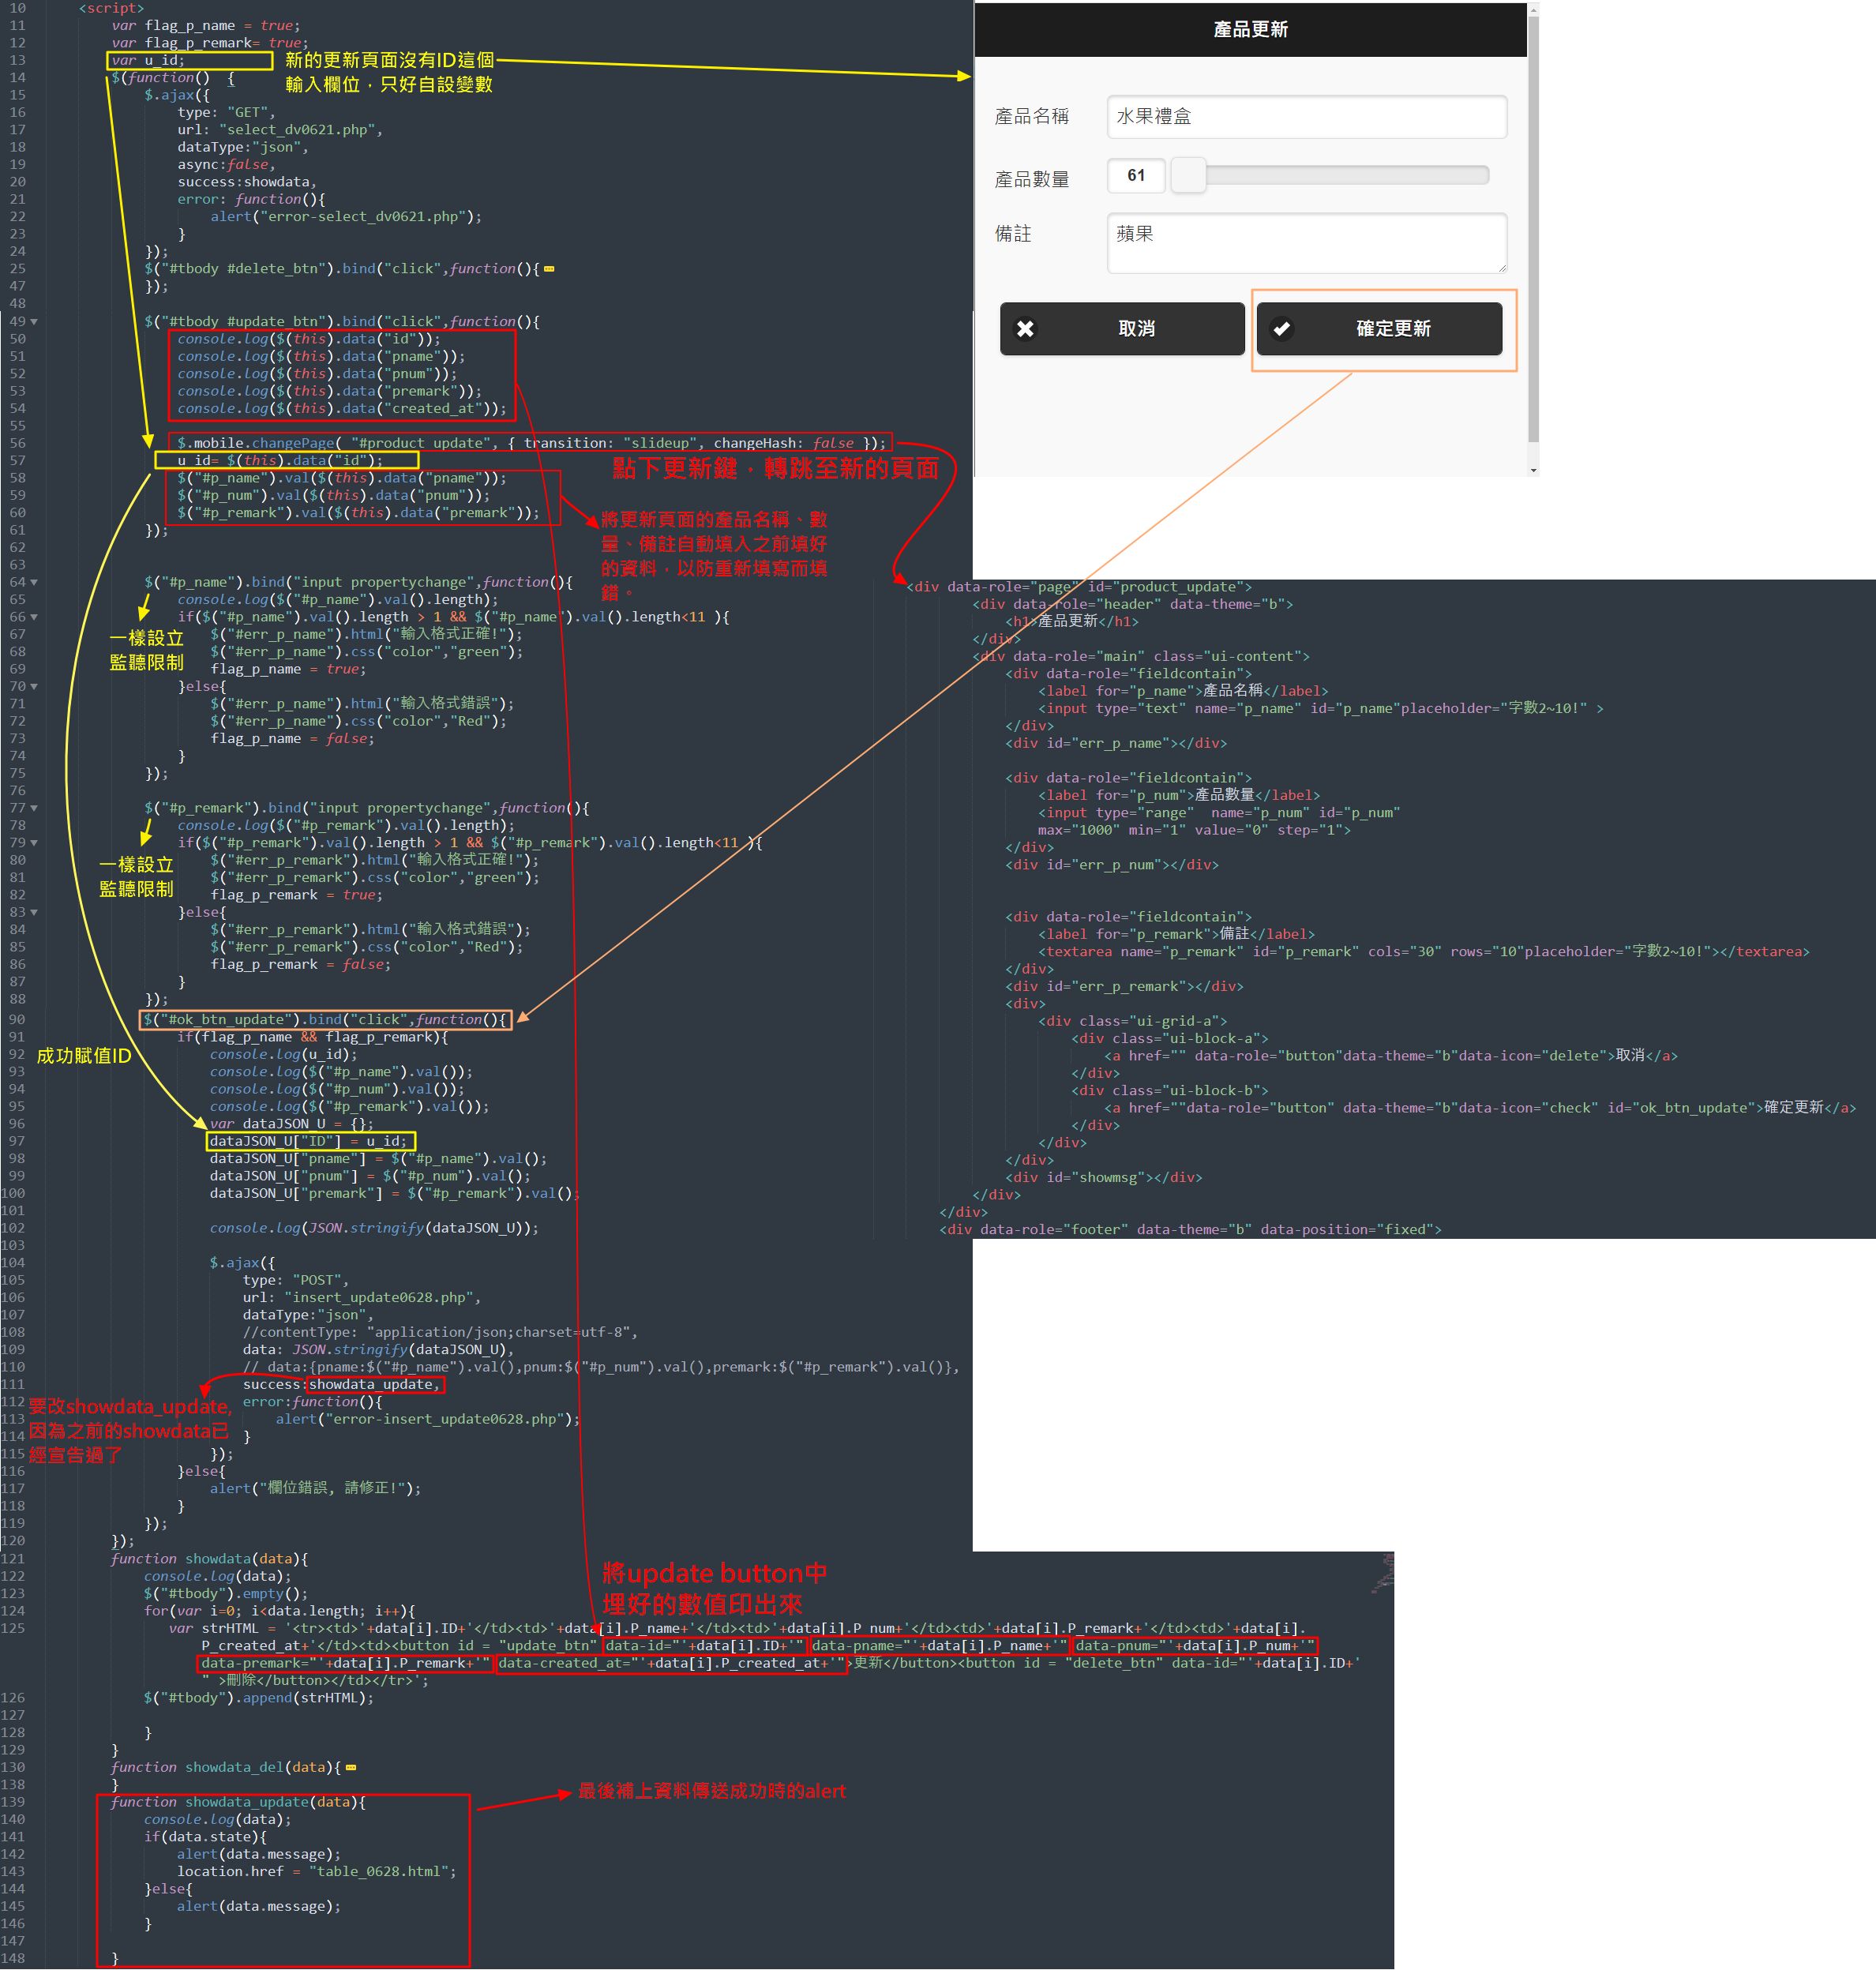 10 <script>
11 var flag_p_name = true;
12 var flag_p_remark= true;
13 var u_id;
新的更新頁面沒有ID這個
輸入欄位，只好自設變數
14 $(function() {
15 $.ajax({
16 type: "GET",
17 url: "select_dv0621.php",
18 dataType:"json",
19 async:false,
20 success:showdata,
21 error: function(){
22 alert("error-select_dv0621.php");
23 }
24 });
25 $("#tbody #delete_btn").bind("click",function(){
47 });
48
49 $("#tbody #update_btn").bind("click",function(){
50 console.log($(this).data("id"));
51 console.log($(this).data("pname"));
52 console.log($(this).data("pnum"));
53 console.log($(this).data("premark"));
54 console.log($(this).data("created_at"));
55
56 $.mobile.changePage( "#product_update", { transition: "slideup", changeHash: false });
57 u_id= $(this).data("id");
點下更新鍵，轉跳至新的頁面
58 $("#p_name").val($(this).data("pname"));
59 $("#p_num").val($(this).data("pnum"));
60 $("#p_remark").val($(this).data("premark"));
61 });
將更新頁面的產品名稱、數
量、備註自動填入之前填好
的資料，以防重新填寫而填
錯。
62
63
64 $("#p_name").bind("input propertychange",function(){
65 console.log($("#p_name").val().length);
66 if($("#p_name").val().length > 1 && $("#p_name").val().length<11 ){
67 $("#err_p_name").html("輸入格式正確!");
68 $("#err_p_name").css("color","green");
69 flag_p_name = true;
一樣設立
監聽限制
70 }else{
71 $("#err_p_name").html("輸入格式錯誤");
72 $("#err_p_name").css("color","Red");
73 flag_p_name = false;
74 }
75 });
76
77 $("#p_remark").bind("input propertychange",function(){
78 console.log($("#p_remark").val().length);
79 if($("#p_remark").val().length > 1 && $("#p_remark").val().length<11 ){
80 $("#err_p_remark").html("輸入格式正確!");
81 $("#err_p_remark").css("color","green");
82 flag_p_remark = true;
一樣設立
監聽限制
83 }else{
84 $("#err_p_remark").html("輸入格式錯誤");
85 $("#err_p_remark").css("color","Red");
86 flag_p_remark = false;
87 }
88 });
90 $("#ok_btn_update").bind("click",function(){
91 if(flag_p_name && flag_p_remark){
92 console.log(u_id);
成功賦值ID
93 console.log($("#p_name").val());
94 console.log($("#p_num").val());
95 console.log($("#p_remark").val());
96 var dataJSON_U = {};
97 dataJSON_U["ID"] = u_id;
98 dataJSON_U["pname"] = $("#p_name").val();
99 dataJSON_U["pnum"] = $("#p_num").val();
100 dataJSON_U["premark"] = $("#p_remark").val();
101
102 console.log(JSON.stringify(dataJSON_U));
103
104 $.ajax({
105 type: "POST",
106 url: "insert_update0628.php",
107 dataType:"json",
108 //contentType: "application/json;charset=utf-8",
109 data: JSON.stringify(dataJSON_U),
110 // data:{pname:$("#p_name").val(),pnum:$("#p_num").val(),premark:$("#p_remark").val()},
111 success:showdata_update,
112 error:function(){
113 alert("error-insert_update0628.php");
114 }
要改showdata_update,
因為之前的showdata已
經宣告過了
115 });
116 }else{
117 alert("欄位錯誤, 請修正!");
118 }
119 });
120 });
產品更新
產品名稱 水果禮盒
產品數量 61
備註 蘋果
取消 確定更新
<div data-role="page" id="product_update">
<div data-role="header" data-theme="b">
<h1>產品更新</h1>
</div>
<div data-role="main" class="ui-content">
<div data-role="fieldcontain">
<label for="p_name">產品名稱</label>
<input type="text" name="p_name" id="p_name"placeholder="字數2~10!" >
</div>
<div id="err_p_name"></div>
<div data-role="fieldcontain">
<label for="p_num">產品數量</label>
<input type="range"  name="p_num" id="p_num"
max="1000" min="1" value="0" step="1">
</div>
<div id="err_p_num"></div>
<div data-role="fieldcontain">
<label for="p_remark">備註</label>
<textarea name="p_remark" id="p_remark" cols="30" rows="10"placeholder="字數2~10!"></textarea>
</div>
<div id="err_p_remark"></div>
<div>
<div class="ui-grid-a">
<div class="ui-block-a">
<a href="" data-role="button"data-theme="b"data-icon="delete">取消</a>
</div>
<div class="ui-block-b">
<a href=""data-role="button" data-theme="b"data-icon="check" id="ok_btn_update">確定更新</a>
</div>
</div>
</div>
<div id="showmsg"></div>
</div>
</div>
<div data-role="footer" data-theme="b" data-position="fixed">
121 function showdata(data){
122 console.log(data);
123 $("#tbody").empty();
124 for(var i=0; i<data.length; i++){
將update button中
埋好的數值印出來
125 var strHTML = '<tr><td>'+data[i].ID+'</td><td>'+data[i].P_name+'</td><td>'+data[i].P_num+'</td><td>'+data[i].P_remark+'</td><td>'+data[i].
P_created_at+'</td><td><button id = "update_btn" data-id="'+data[i].ID+'" data-pname="'+data[i].P_name+'" data-pnum="'+data[i].P_num+'"
data-premark="'+data[i].P_remark+'" data-created_at="'+data[i].P_created_at+'">更新</button><button id = "delete_btn" data-id="'+data[i].ID+'
" >刪除</button></td></tr>';
126 $("#tbody").append(strHTML);
127
128 }
129 }
130 function showdata_del(data){
138 }
139 function showdata_update(data){
最後補上資料傳送成功時的alert
140 console.log(data);
141 if(data.state){
142 alert(data.message);
143 location.href = "table_0628.html";
144 }else{
145 alert(data.message);
146 }
147
148 }